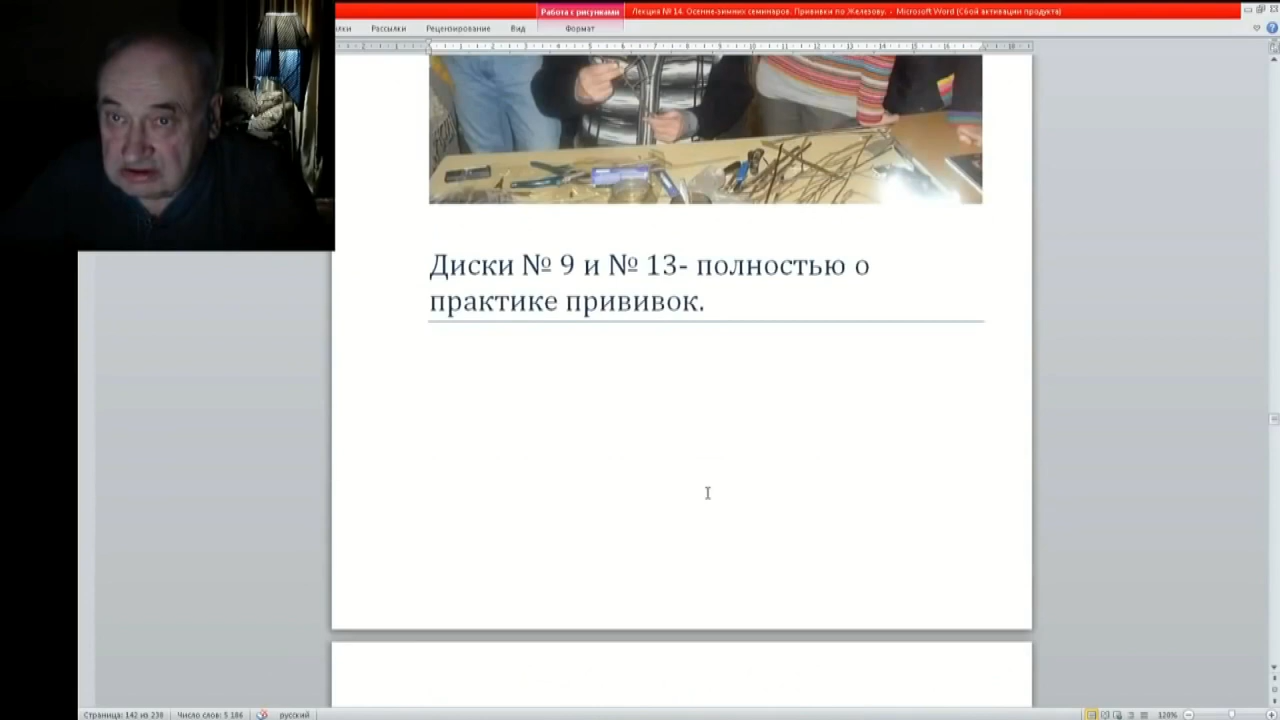 Работа с рисунками
Лекция № 14. Осенне-зимних семинаров. Прививки по Железову. - Microsoft Word (Сбой активации продукта)
Рассылки Рецензирование Вид Формат
Диски № 9 и № 13- полностью о
практике прививок.
Страница: 142 из 238 Число слов: 5 186 русский 120%